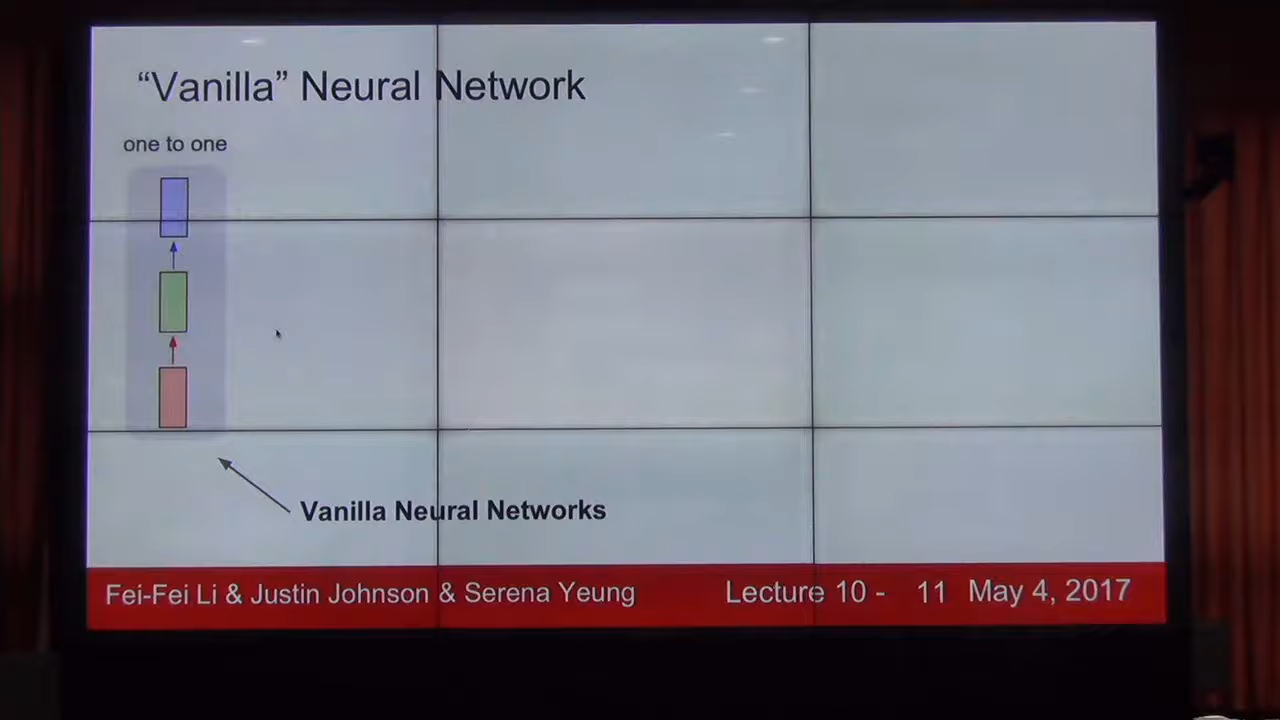 “Vanilla” Neural Network
one to one
Vanilla Neural Networks
Fei-Fei Li & Justin Johnson & Serena Yeung Lecture 10 - 11 May 4, 2017